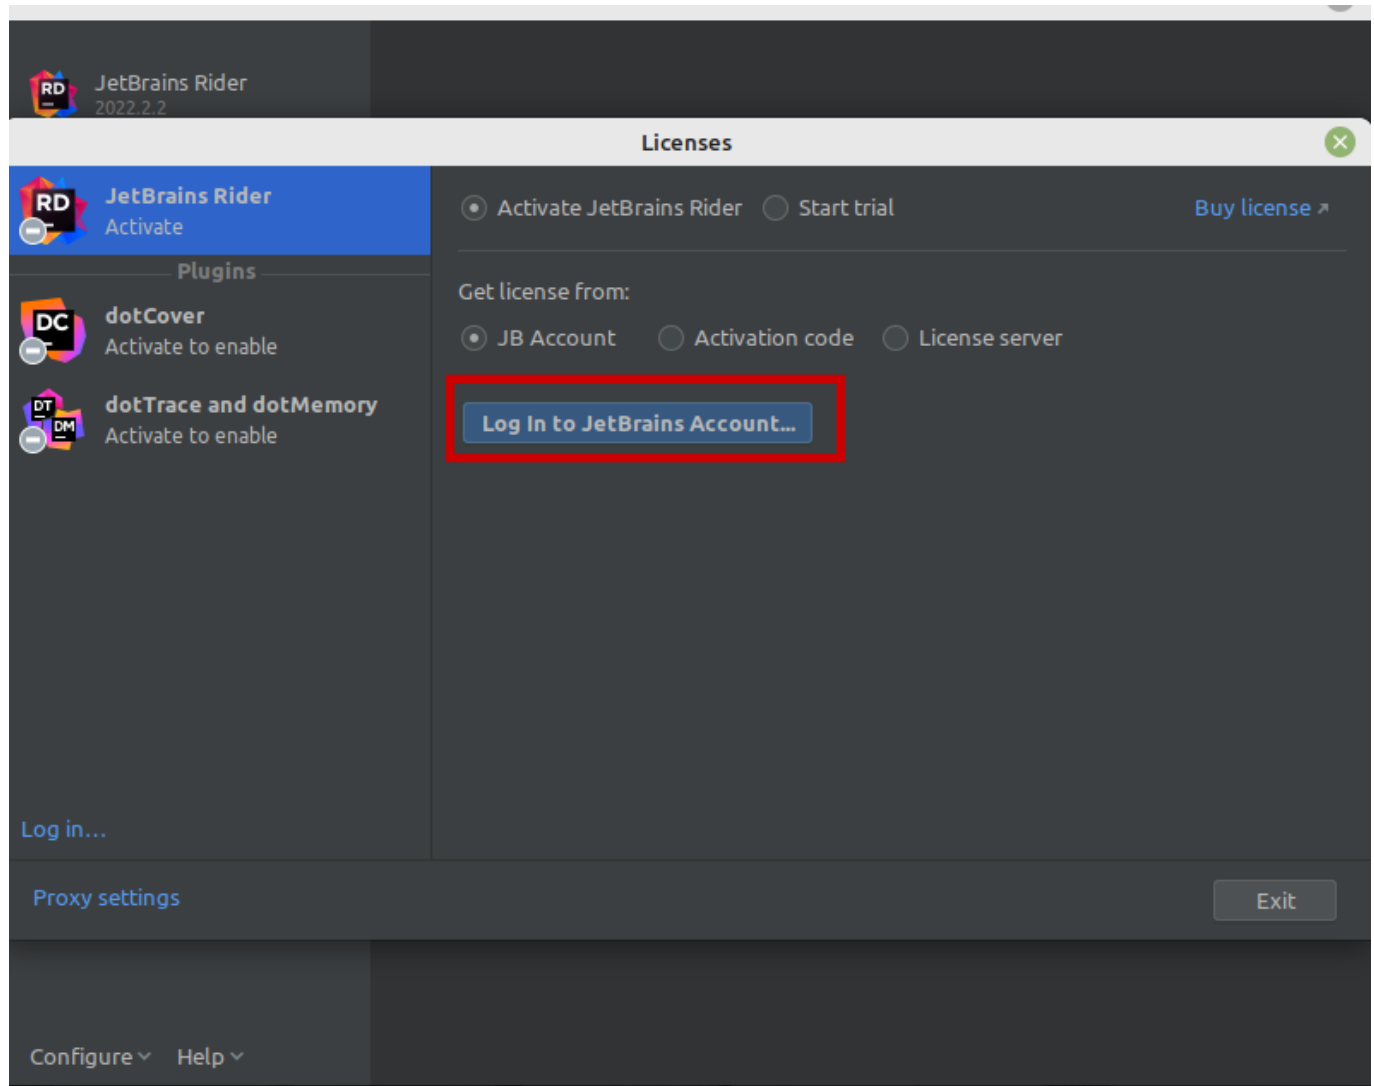 RD
JetBrains Rider
2022.2.2
Licenses
RD
JetBrains Rider
Activate
Plugins
DC
dotCover
Activate to enable
DT
DM
dotTrace and dotMemory
Activate to enable
Log in...
Activate JetBrains Rider
Start trial
Buy license
Get license from:
JB Account
Activation code
License server
Log In to JetBrains Account...
Proxy settings
Exit
Configure
Help